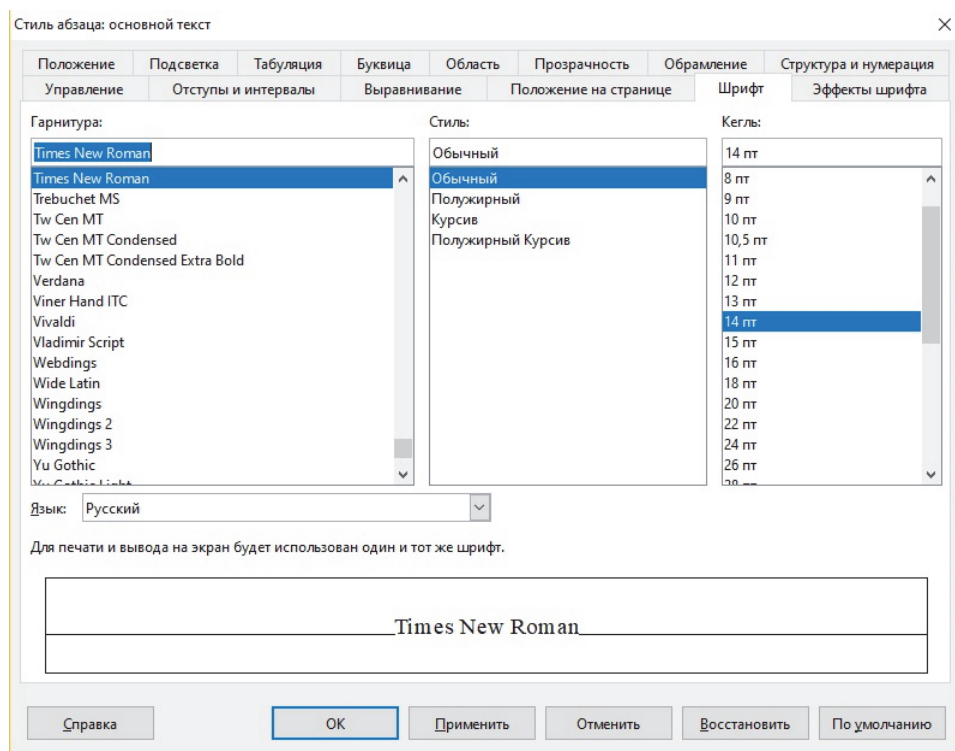 Стиль абзаца: основной текст
Положение Подсветка Табуляция Буквица Область Прозрачность Обрамление Структура и нумерация
Управление Отступы и интервалы Выравнивание Положение на странице Шрифт Эффекты шрифта
Гарнитура: Стиль: Кегль:
Times New Roman Обычный 14 пт
Times New Roman Обычный 8 пт
Trebuchet MS Полужирный 9 пт
Tw Cen MT Курсив 10 пт
Tw Cen MT Condensed Полужирный Курсив 10,5 пт
Tw Cen MT Condensed Extra Bold 11 пт
Verdana 12 пт
Viner Hand ITC 13 пт
Vivaldi 14 пт
Vladimir Script 15 пт
Webdings 16 пт
Wide Latin 18 пт
Wingdings 20 пт
Wingdings 2 22 пт
Wingdings 3 24 пт
Yu Gothic 26 пт
Yu Gothic Light 28 пт
Язык: Русский
Для печати и вывода на экран будет использован один и тот же шрифт.
Times New Roman
Справка ОК Применить Отменить Восстановить По умолчанию